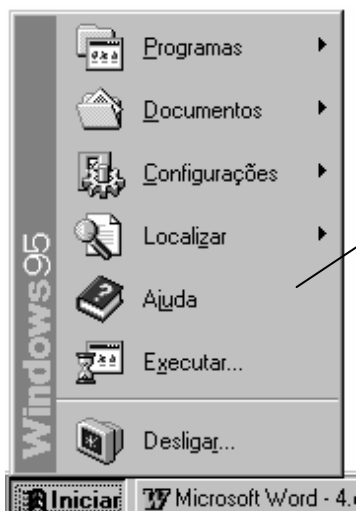 Programas
Documentos
Configurações
Localizar
Ajuda
Executar...
Desligar...
Windows95
Iniciar
Microsoft Word - 4.